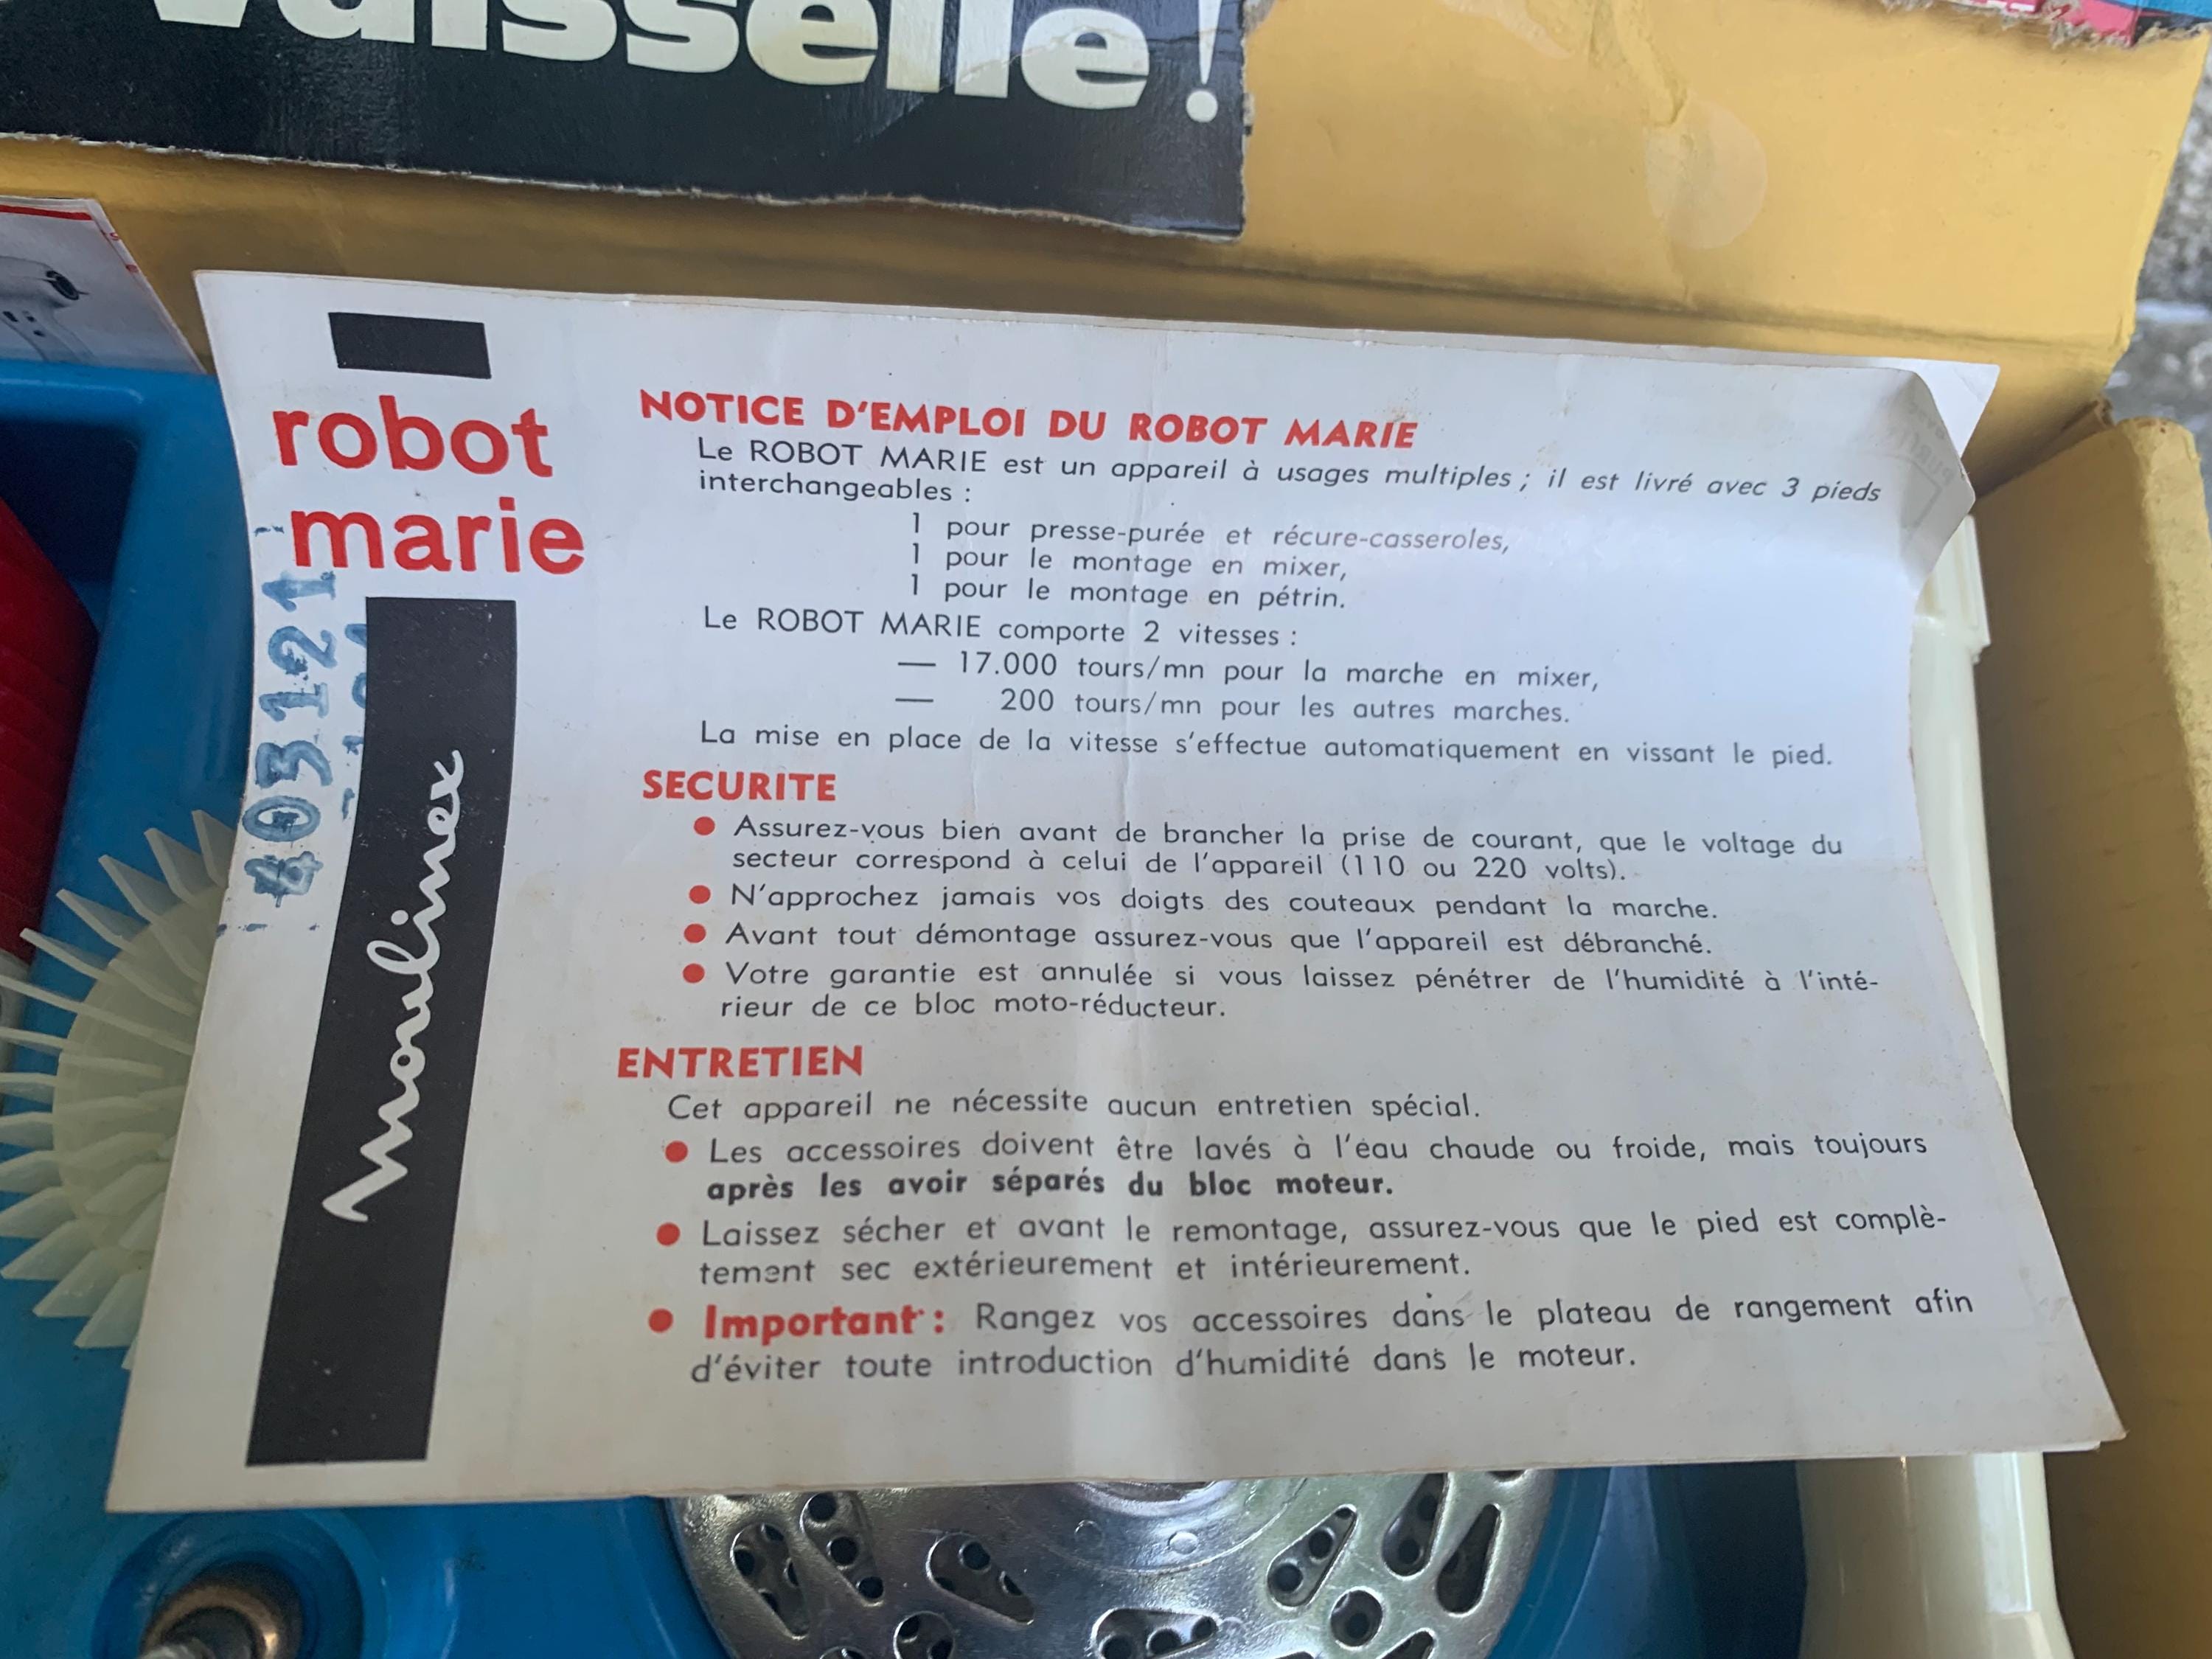 vaisselle !
robot
marie
403121
moulinex
NOTICE D'EMPLOI DU ROBOT MARIE
Le ROBOT MARIE est un appareil à usages multiples ; il est livré avec 3 pieds
interchangeables :
1 pour presse-purée et récure-casseroles,
1 pour le montage en mixer,
1 pour le montage en pétrin.
Le ROBOT MARIE comporte 2 vitesses :
— 17.000 tours/mn pour la marche en mixer,
— 200 tours/mn pour les autres marches.
La mise en place de la vitesse s'effectue automatiquement en vissant le pied.
SECURITE
● Assurez-vous bien avant de brancher la prise de courant, que le voltage du
secteur correspond à celui de l'appareil (110 ou 220 volts).
● N'approchez jamais vos doigts des couteaux pendant la marche.
● Avant tout démontage assurez-vous que l'appareil est débranché.
● Votre garantie est annulée si vous laissez pénétrer de l'humidité à l'inté-
rieur de ce bloc moto-réducteur.
ENTRETIEN
Cet appareil ne nécessite aucun entretien spécial.
● Les accessoires doivent être lavés à l'eau chaude ou froide, mais toujours
après les avoir séparés du bloc moteur.
● Laissez sécher et avant le remontage, assurez-vous que le pied est complè-
tement sec extérieurement et intérieurement.
● Important : Rangez vos accessoires dans le plateau de rangement afin
d'éviter toute introduction d'humidité dans le moteur.